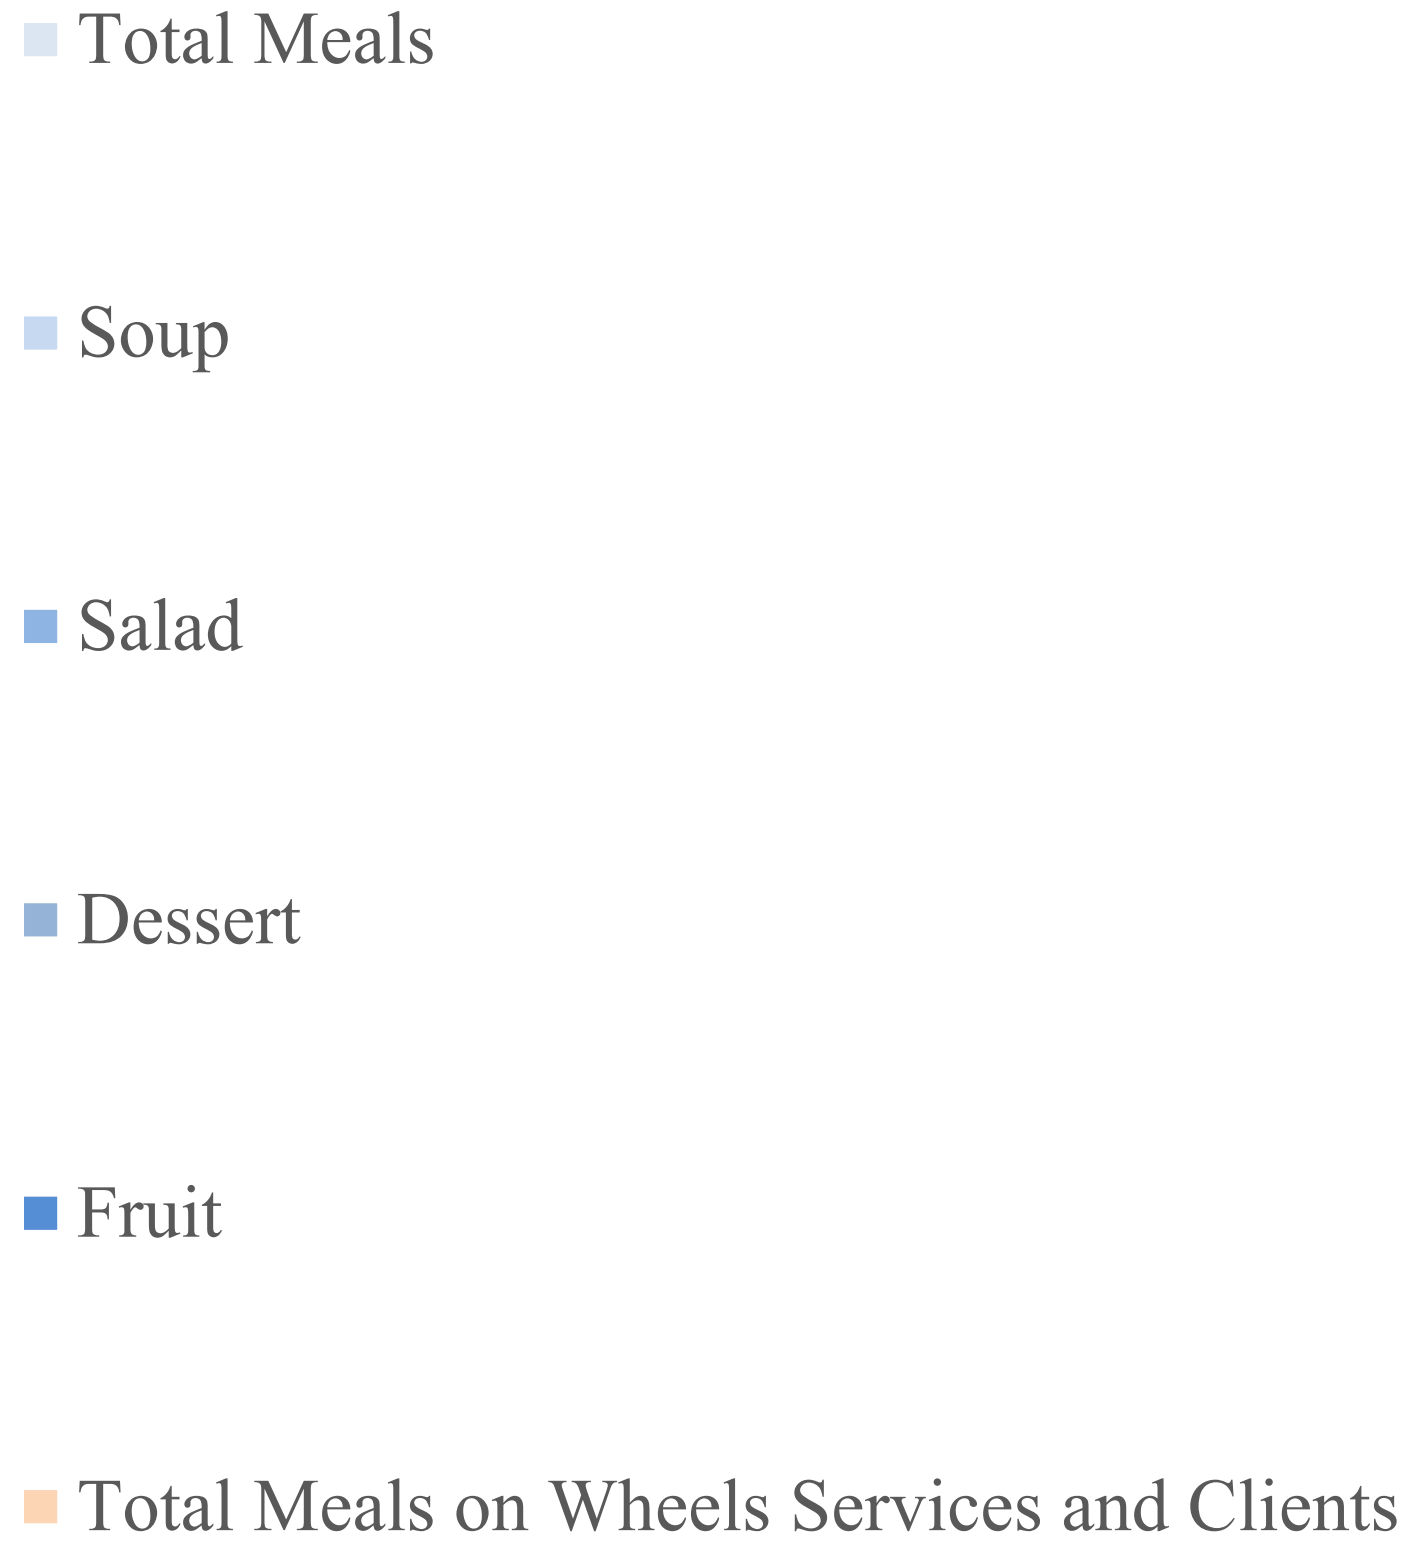 Total Meals
Soup
Salad
Dessert
Fruit
Total Meals on Wheels Services and Clients